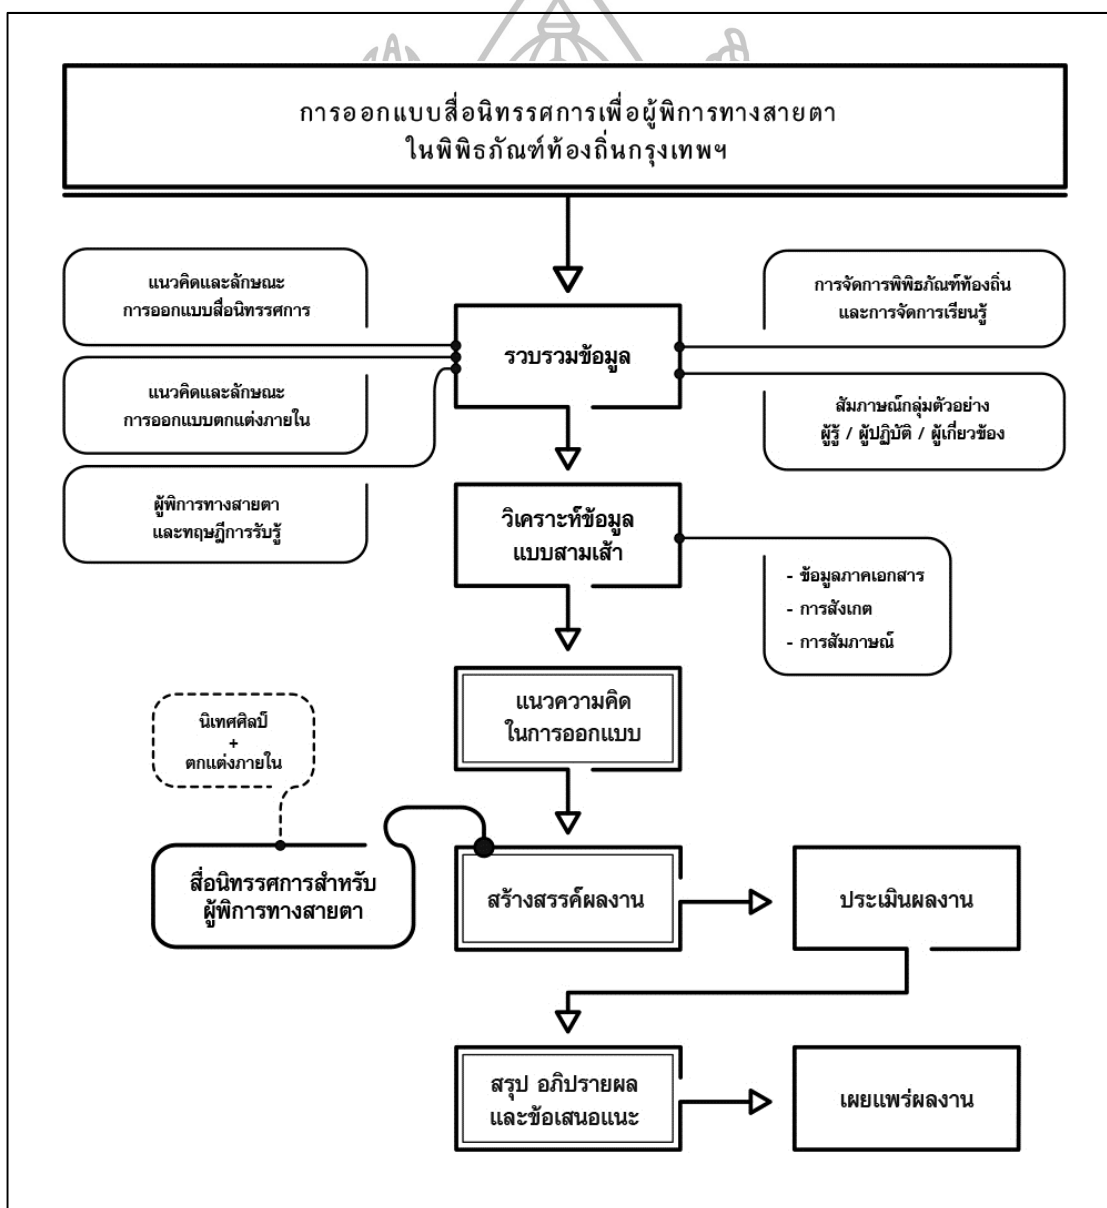 การออกแบบสื่อนิทรรศการเพื่อผู้พิการทางสายตา
ในพิพิธภัณฑ์ท้องถิ่นกรุงเทพฯ
แนวคิดและลักษณะ
การออกแบบสื่อนิทรรศการ
แนวคิดและลักษณะ
การออกแบบตกแต่งภายใน
ผู้พิการทางสายตา
และทฤษฎีการรับรู้
รวบรวมข้อมูล
การจัดการพิพิธภัณฑ์ท้องถิ่น
และการจัดการเรียนรู้
สัมภาษณ์กลุ่มตัวอย่าง
ผู้รู้ / ผู้ปฏิบัติ / ผู้เกี่ยวข้อง
วิเคราะห์ข้อมูล
แบบสามเส้า
- ข้อมูลภาคเอกสาร
- การสังเกต
- การสัมภาษณ์
แนวความคิด
ในการออกแบบ
นิเทศศิลป์
+
ตกแต่งภายใน
สื่อนิทรรศการสำหรับ
ผู้พิการทางสายตา
สร้างสรรค์ผลงาน
ประเมินผลงาน
สรุป อภิปรายผล
และข้อเสนอแนะ
เผยแพร่ผลงาน